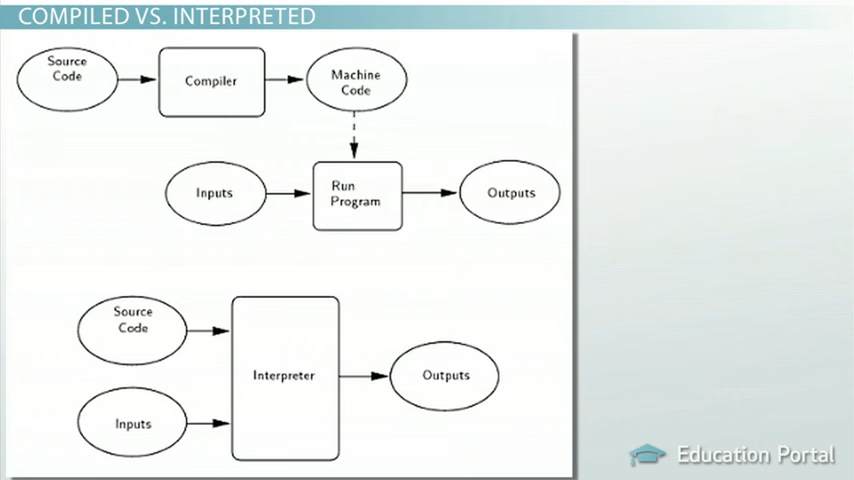 COMPILED VS. INTERPRETED
Source
Code
Compiler
Machine
Code
Inputs
Run
Program
Outputs
Source
Code
Interpreter
Outputs
Inputs
Education Portal